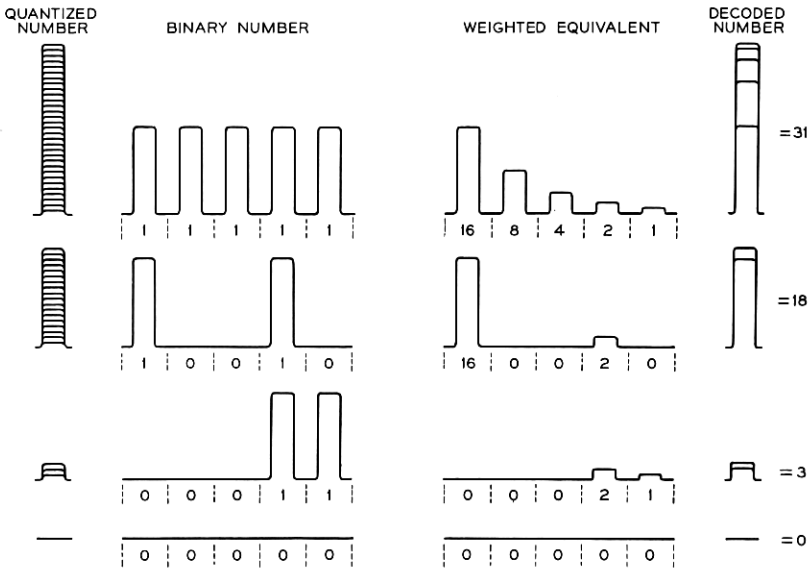 QUANTIZED NUMBER
BINARY NUMBER
WEIGHTED EQUIVALENT
DECODED NUMBER
=31
1 1 1 1 1
16 8 4 2 1
=18
1 0 0 1 0
16 0 0 2 0
=3
0 0 0 1 1
0 0 0 2 1
=0
0 0 0 0 0
0 0 0 0 0